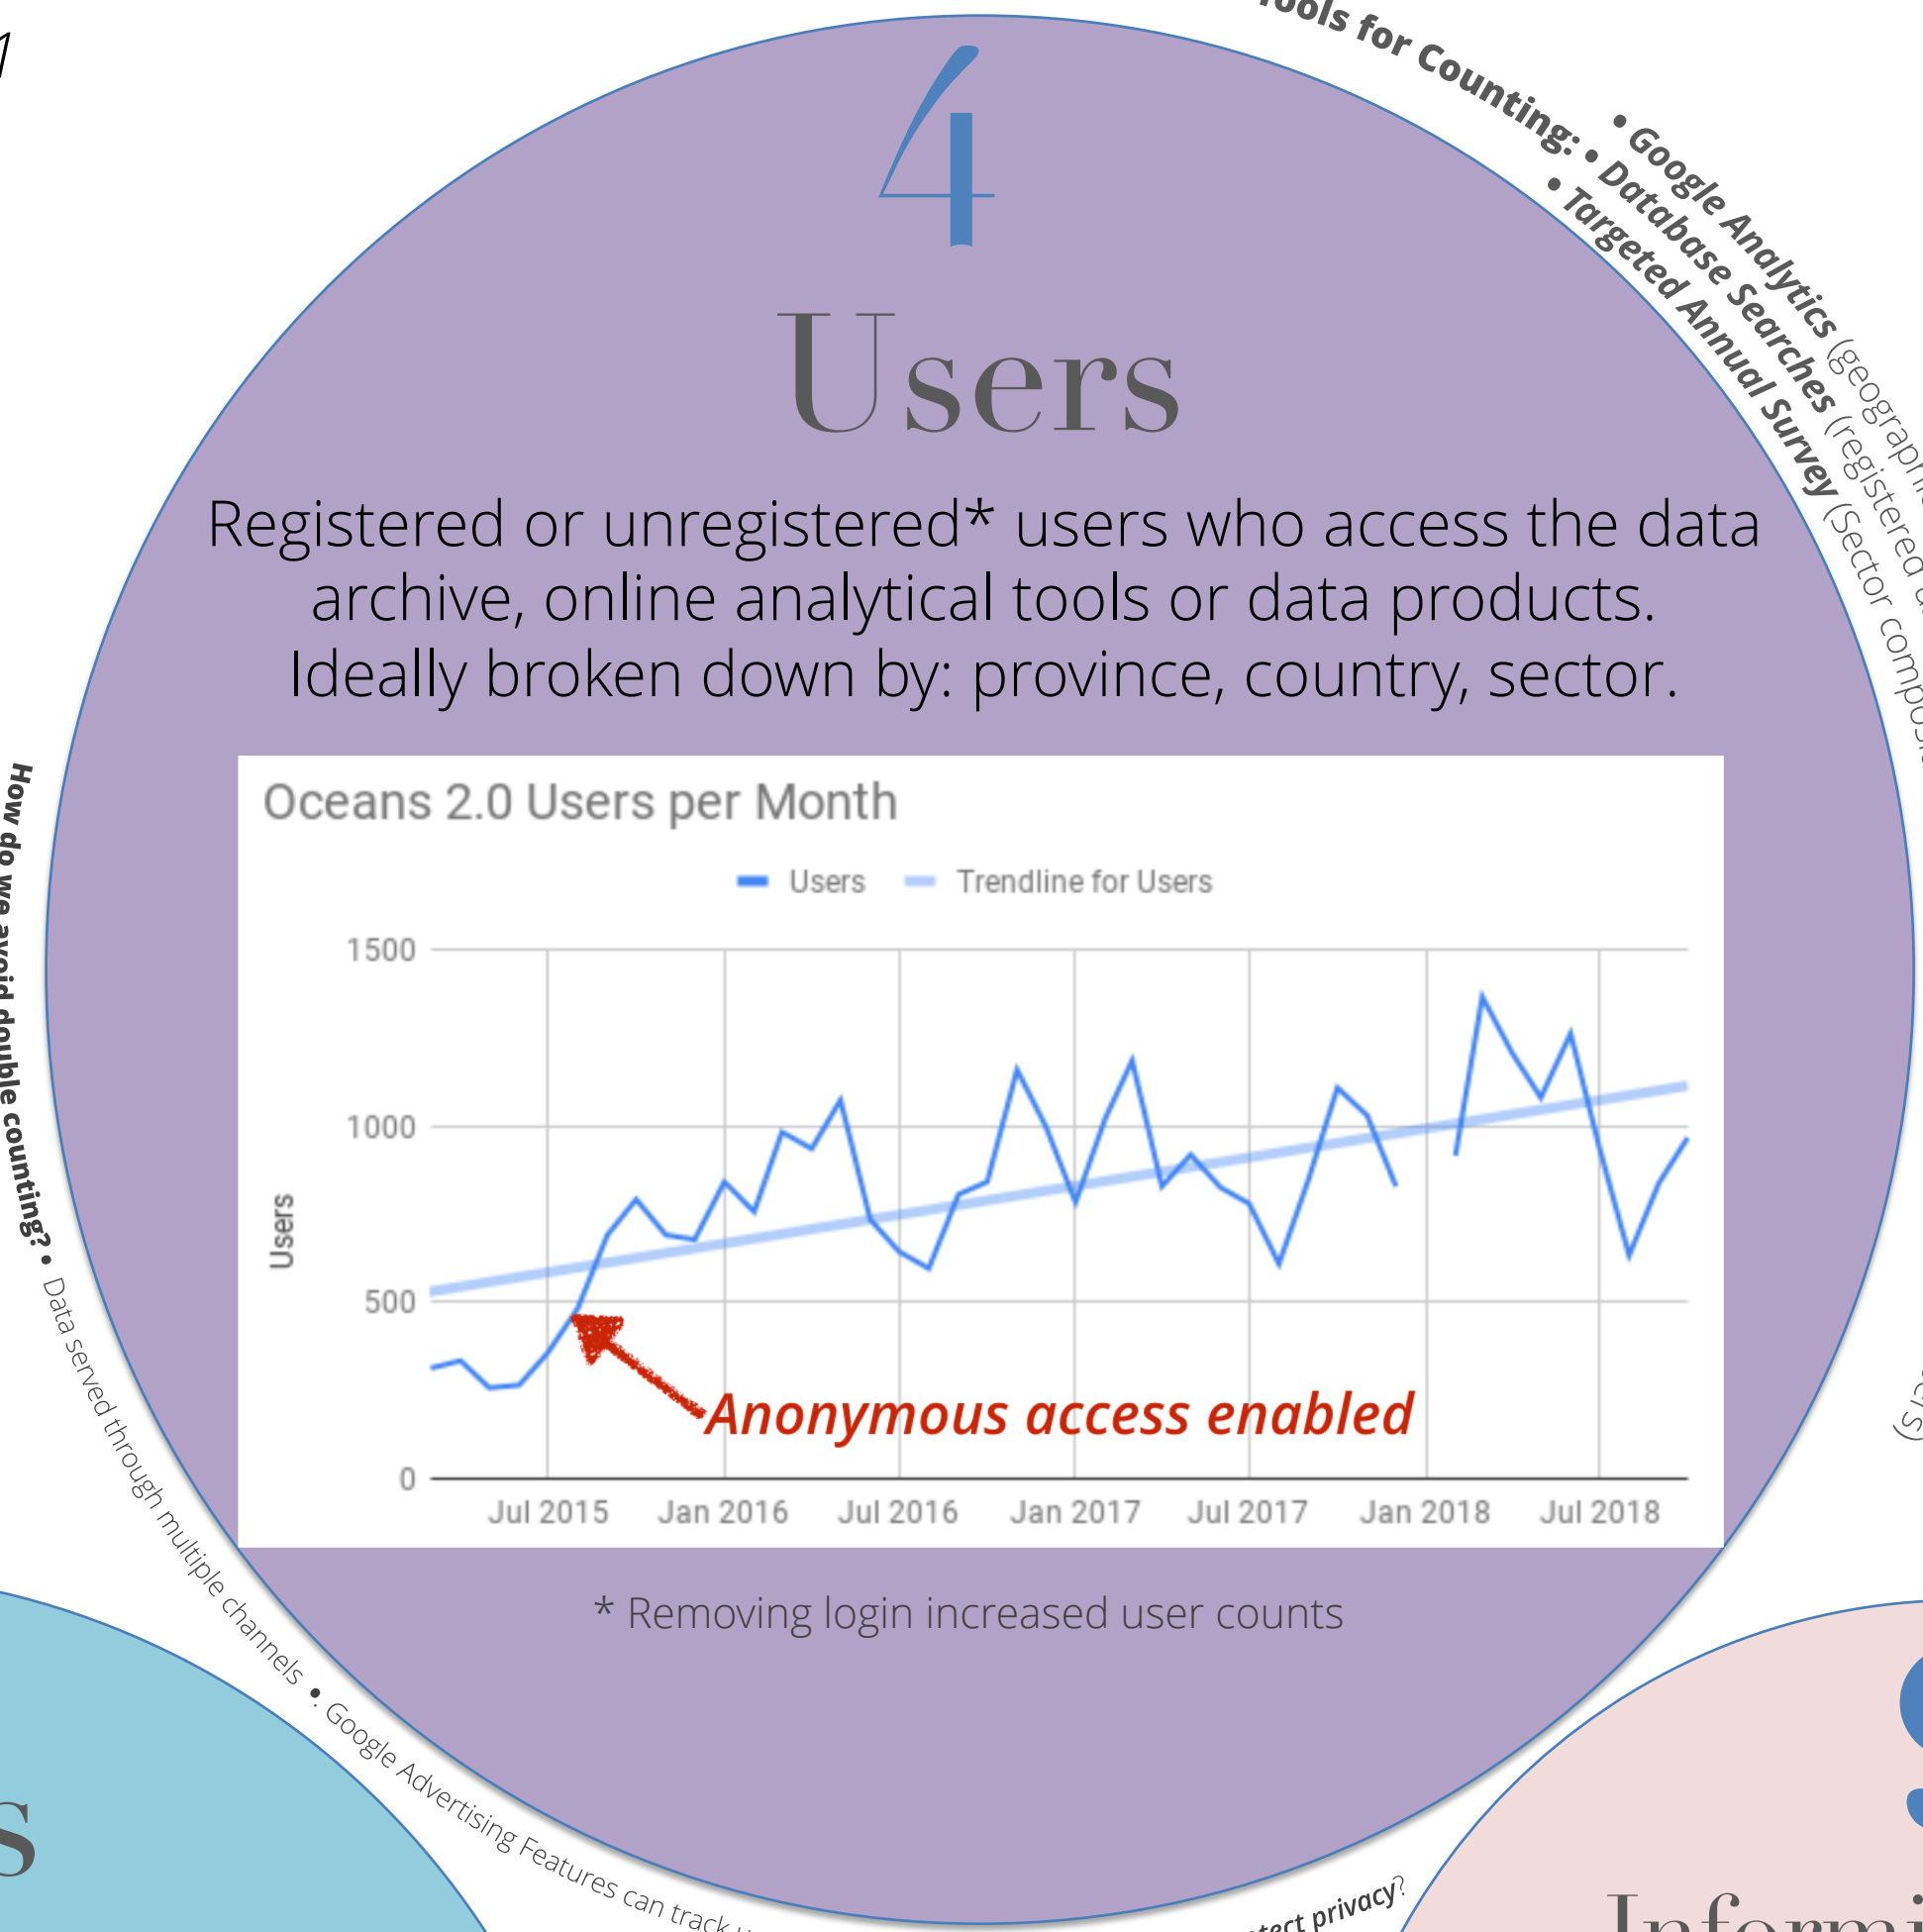 4
Users
Registered or unregistered* users who access the data
archive, online analytical tools or data products.
Ideally broken down by: province, country, sector.
Oceans 2.0 Users per Month
Users
Trendline for Users
1500
1000
500
0
Users
Anonymous access enabled
Jul 2015
Jan 2016
Jul 2016
Jan 2017
Jul 2017
Jan 2018
Jul 2018
* Removing login increased user counts
for Counting:
• Google Analytics
• Database Searches (registered
• Targeted Annual Survey (Sector
How do we avoid double counting? • Data served through multiple channels • Google Advertising Features can track
privacy?